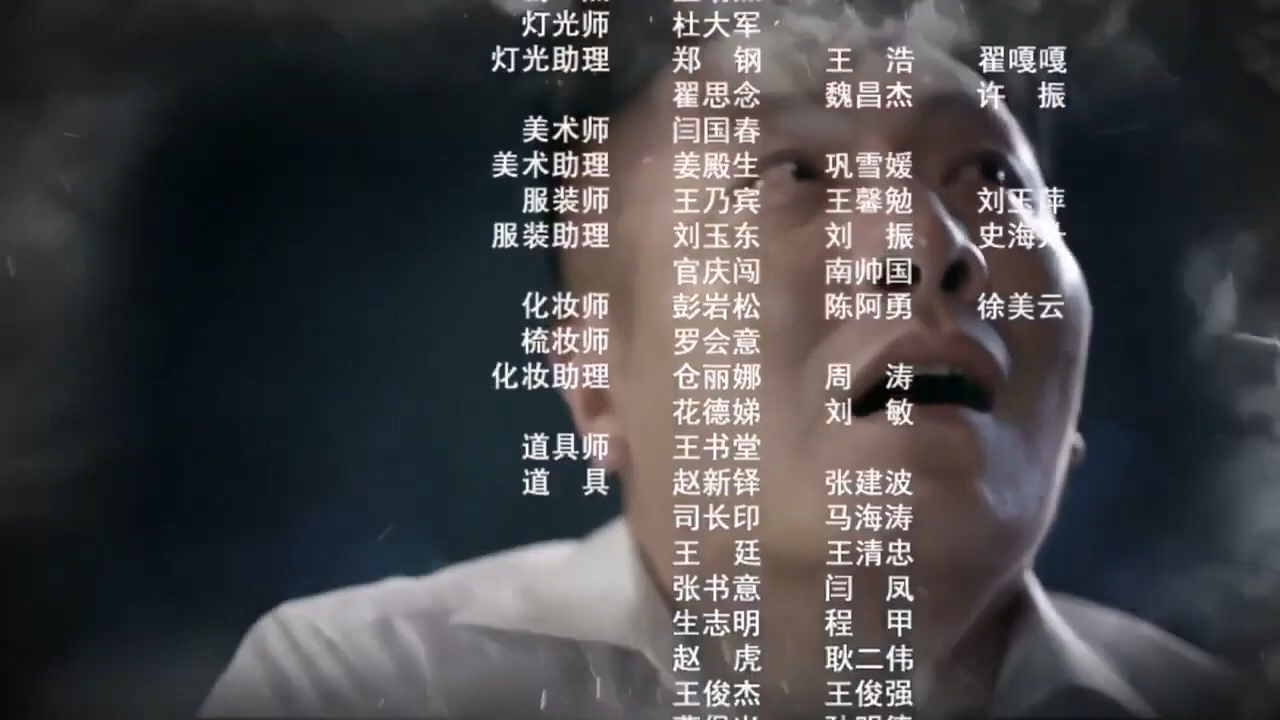 灯光师 杜大军
灯光助理 郑 钢 王 浩 翟嘎嘎
翟思念 魏昌杰 许 振
美术师 闫国春
美术助理 姜殿生 巩雪媛
服装师 王乃宾 王馨勉 刘玉萍
服装助理 刘玉东 刘 振
官庆闯 南帅国
化妆师 彭岩松 陈阿勇 徐美云
梳妆师 罗会意
化妆助理 仓丽娜 周 涛
花德娣 刘 敏
道具师 王书堂
道 具 赵新铎 张建波
司长印 马海涛
王 廷 王清忠
张书意 闫 凤
生志明 程 甲
赵 虎 耿二伟
王俊杰 王俊强